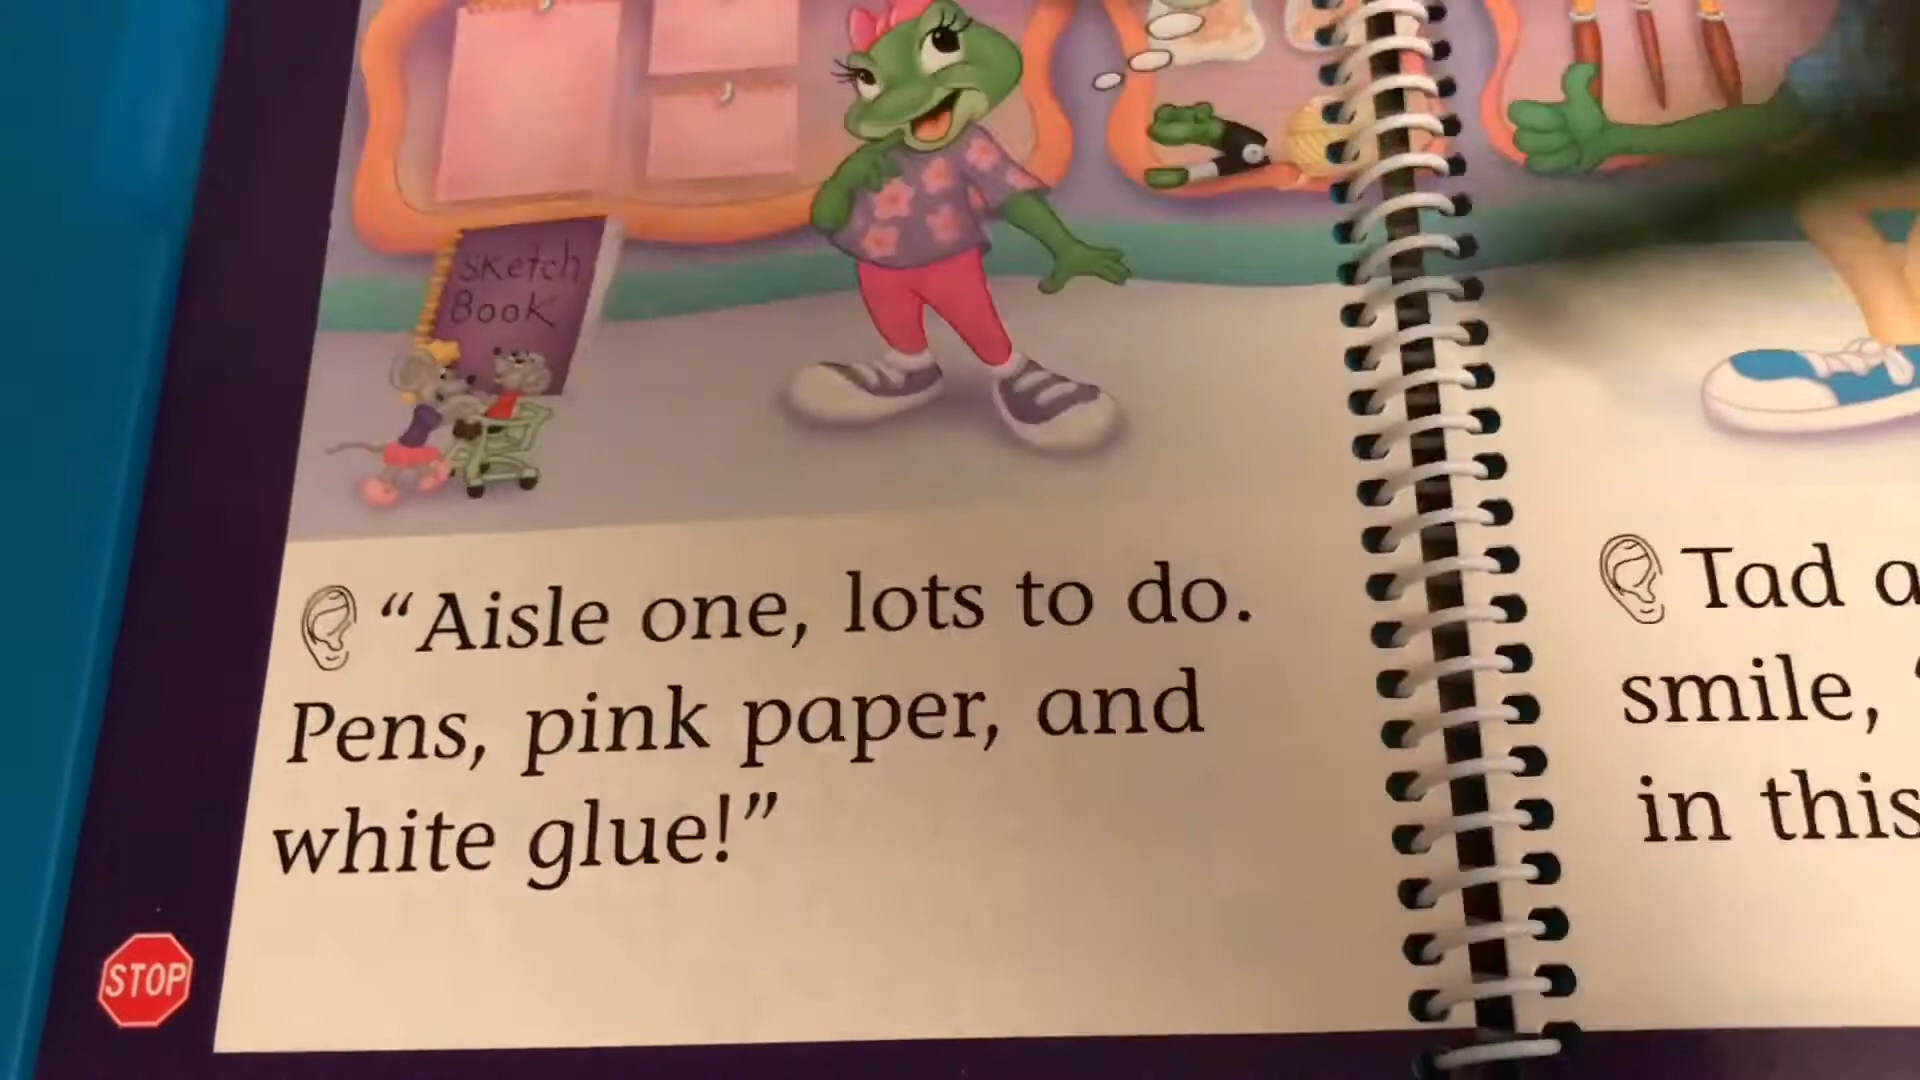 SKetch
BooK
“Aisle one, lots to do.
Pens, pink paper, and
white glue!”
STOP
Tad a
smile,
in this